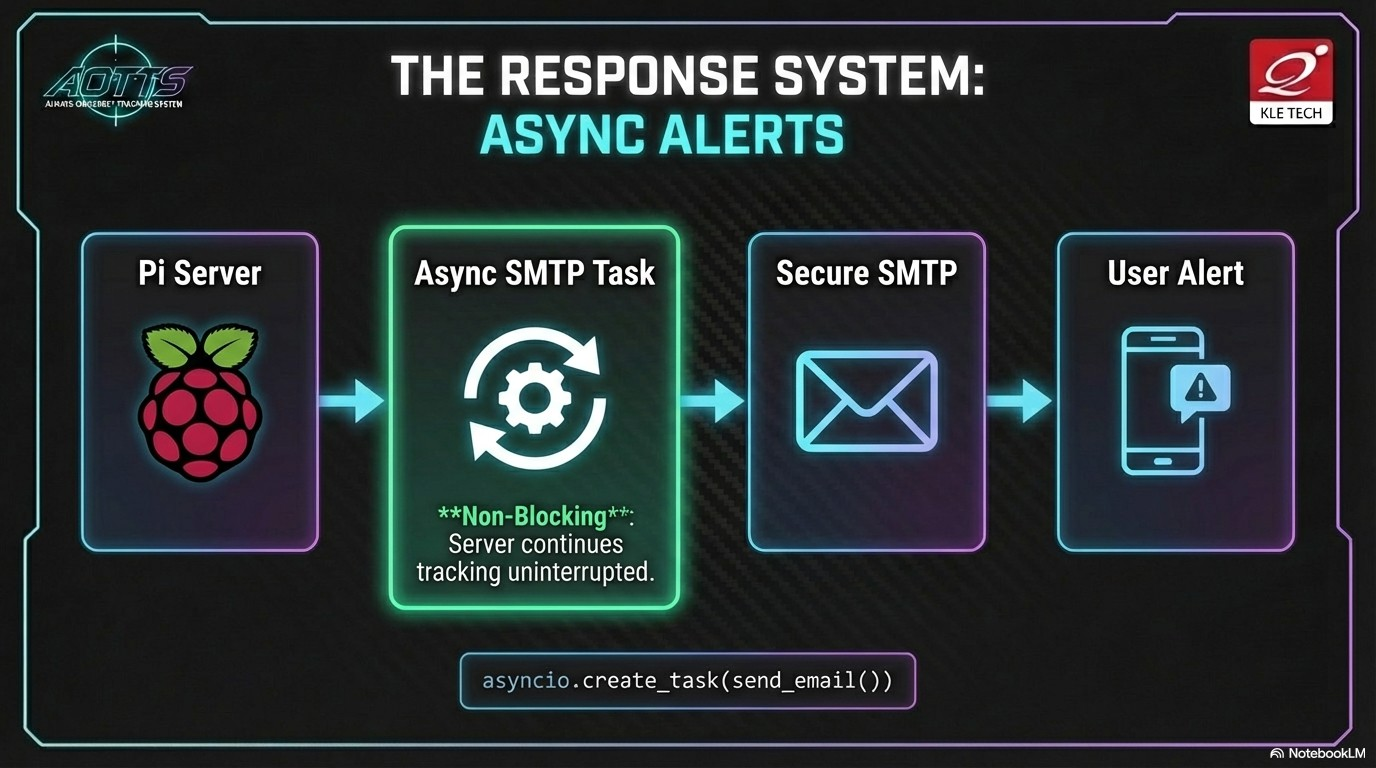 AOTTS
THE RESPONSE SYSTEM:
ASYNC ALERTS
KLE TECH
Pi Server
Async SMTP Task
**Non-Blocking**:
Server continues
tracking uninterrupted.
Secure SMTP
User Alert
asyncio.create_task(send_email())
NotebookLM